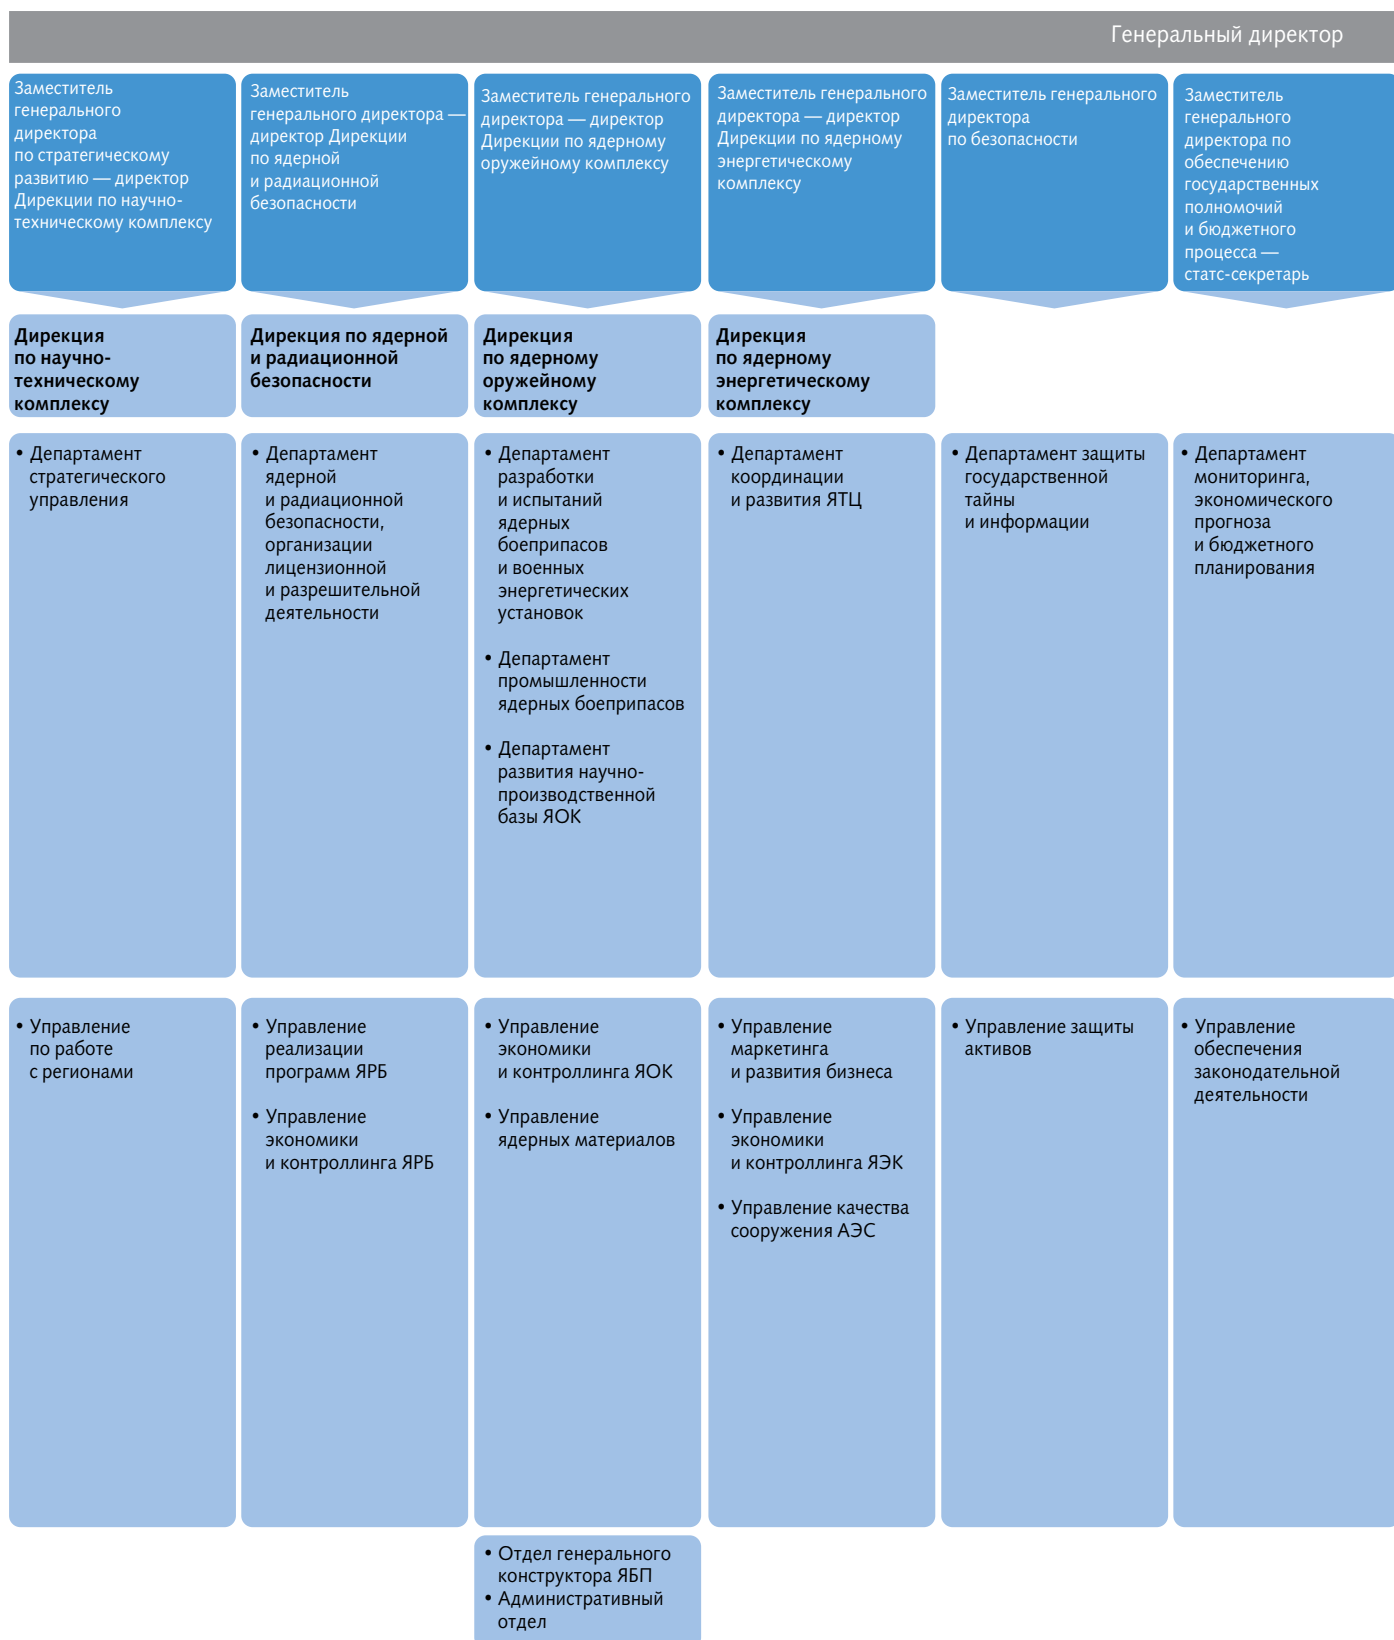 Генеральный директор
Заместитель
генерального
директора
по стратегическому
развитию — директор
Дирекции по научно-
техническому комплексу
Заместитель
генерального директора —
директор Дирекции
по ядерной
и радиационной
безопасности
Заместитель генерального
директора — директор
Дирекции по ядерному
оружейному комплексу
Заместитель генерального
директора — директор
Дирекции по ядерному
энергетическому
комплексу
Заместитель генерального
директора
по безопасности
Заместитель
генерального
директора по
обеспечению
государственных
полномочий
и бюджетного
процесса —
статс-секретарь
Дирекция
по научно-
техническому
комплексу
Дирекция по ядерной
и радиационной
безопасности
Дирекция
по ядерному
оружейному
комплексу
Дирекция
по ядерному
энергетическому
комплексу
• Департамент
стратегического
управления
• Департамент
ядерной
и радиационной
безопасности,
организации
лицензионной
и разрешительной
деятельности
• Департамент
разработки
и испытаний
ядерных
боеприпасов
и военных
энергетических
установок
• Департамент
промышленности
ядерных боеприпасов
• Департамент
развития научно-
производственной
базы ЯОК
• Департамент
координации
и развития ЯТЦ
• Департамент защиты
государственной
тайны
и информации
• Департамент
мониторинга,
экономического
прогноза
и бюджетного
планирования
• Управление
по работе
с регионами
• Управление
реализации
программ ЯРБ
• Управление
экономики
и контроллинга ЯРБ
• Управление
экономики
и контроллинга ЯОК
• Управление
ядерных материалов
• Управление
маркетинга
и развития бизнеса
• Управление
экономики
и контроллинга ЯЭК
• Управление качества
сооружения АЭС
• Управление защиты
активов
• Управление
обеспечения
законодательной
деятельности
• Отдел генерального
конструктора ЯБП
• Административный
отдел